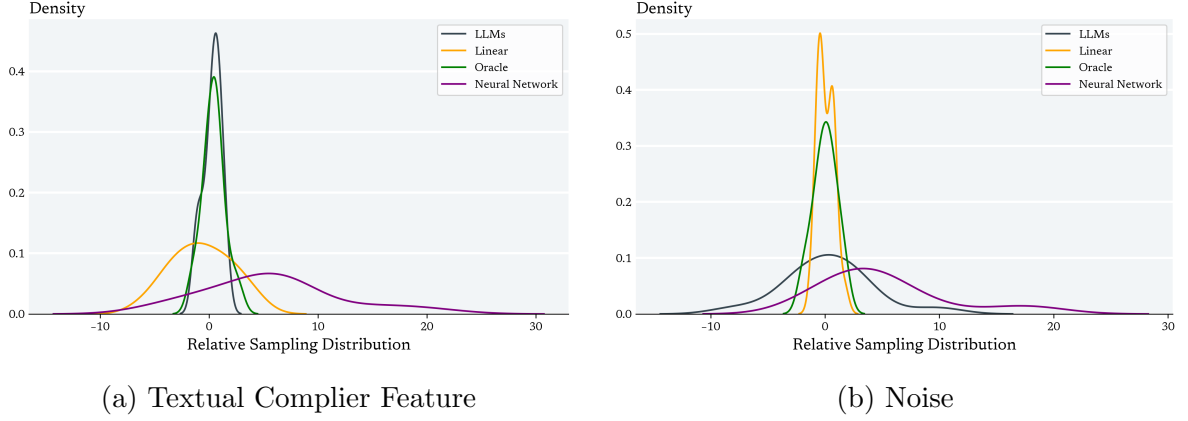 Density
LLMs
Linear
Oracle
Neural Network
0.4
0.3
0.2
0.1
0.0
−10 0 10 20 30
Relative Sampling Distribution
(a) Textual Complier Feature
Density
LLMs
Linear
Oracle
Neural Network
0.5
0.4
0.3
0.2
0.1
0.0
−10 0 10 20 30
Relative Sampling Distribution
(b) Noise